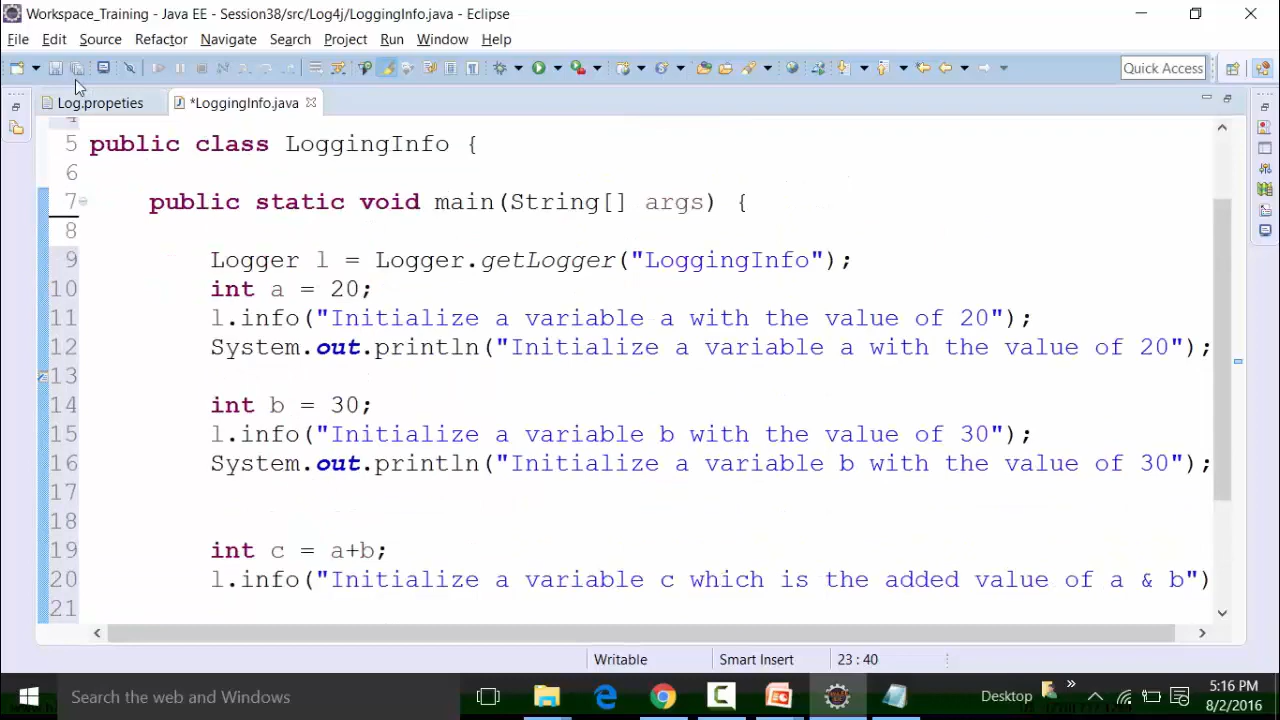 Workspace_Training - Java EE - Session38/src/Log4j/LoggingInfo.java - Eclipse
File Edit Source Refactor Navigate Search Project Run Window Help
Quick Access
Log.propeties *LoggingInfo.java
4
5 public class LoggingInfo {
6
7 public static void main(String[] args) {
8
9 Logger l = Logger.getLogger("LoggingInfo");
10 int a = 20;
11 l.info("Initialize a variable a with the value of 20");
12 System.out.println("Initialize a variable a with the value of 20");
13
14 int b = 30;
15 l.info("Initialize a variable b with the value of 30");
16 System.out.println("Initialize a variable b with the value of 30");
17
18
19 int c = a+b;
20 l.info("Initialize a variable c which is the added value of a & b")
21
Writable Smart Insert 23 : 40
Search the web and Windows
Desktop
5:16 PM
8/2/2016